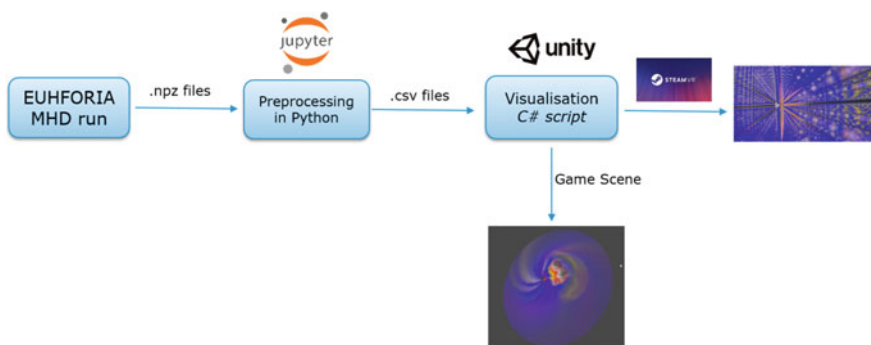 jupyter
unity
STEAMVR
EUHFORIA
MHD run
.npz files
Preprocessing
in Python
.csv files
Visualisation
C# script
Game Scene